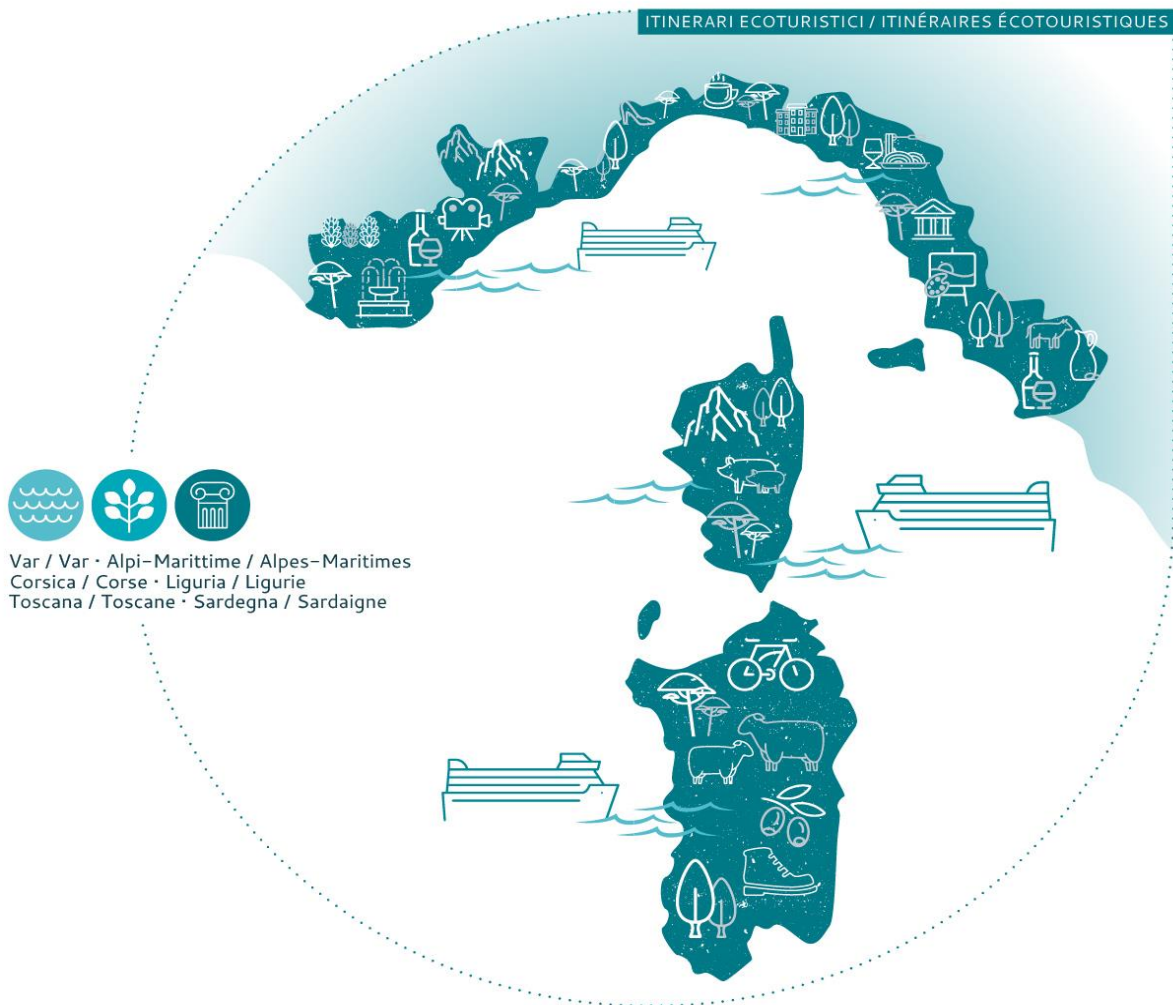 ITINERARI ECOTURISTICI / ITINÉRAIRES ÉCOTOURISTIQUES
Var / Var · Alpi-Marittime / Alpes-Maritimes
Corsica / Corse · Liguria / Ligurie
Toscana / Toscane · Sardegna / Sardaigne